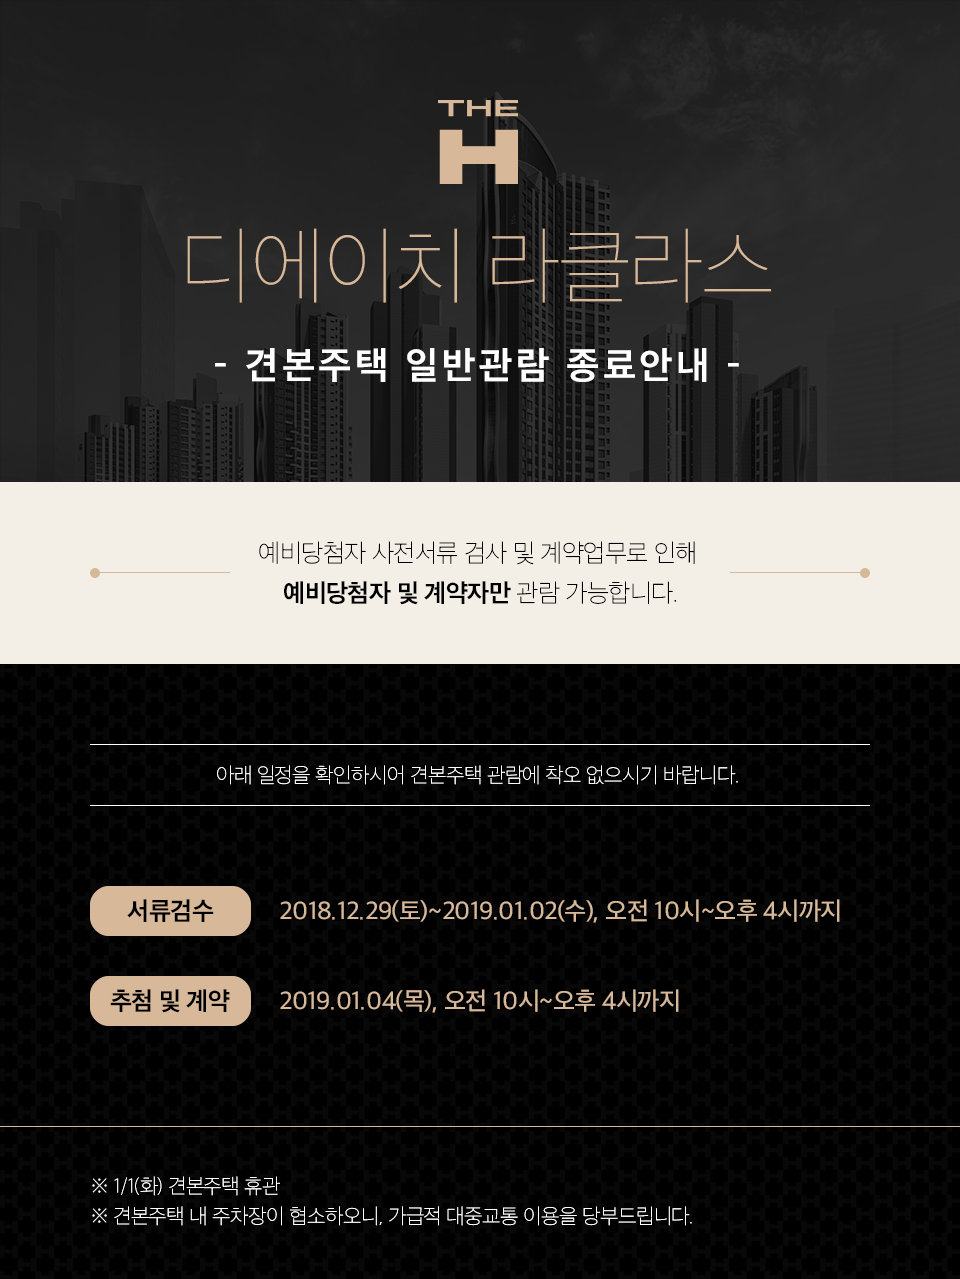 THE
H
디에이치 라클라스
- 견본주택 일반관람 종료안내 -
예비당첨자 사전서류 검사 및 계약업무로 인해
예비당첨자 및 계약자만 관람 가능합니다.
아래 일정을 확인하시어 견본주택 관람에 착오 없으시기 바랍니다.
서류검수 2018.12.29(토)~2019.01.02(수), 오전 10시~오후 4시까지
추첨 및 계약 2019.01.04(목), 오전 10시~오후 4시까지
※ 1/1(화) 견본주택 휴관
※ 견본주택 내 주차장이 협소하오니, 가급적 대중교통 이용을 당부드립니다.